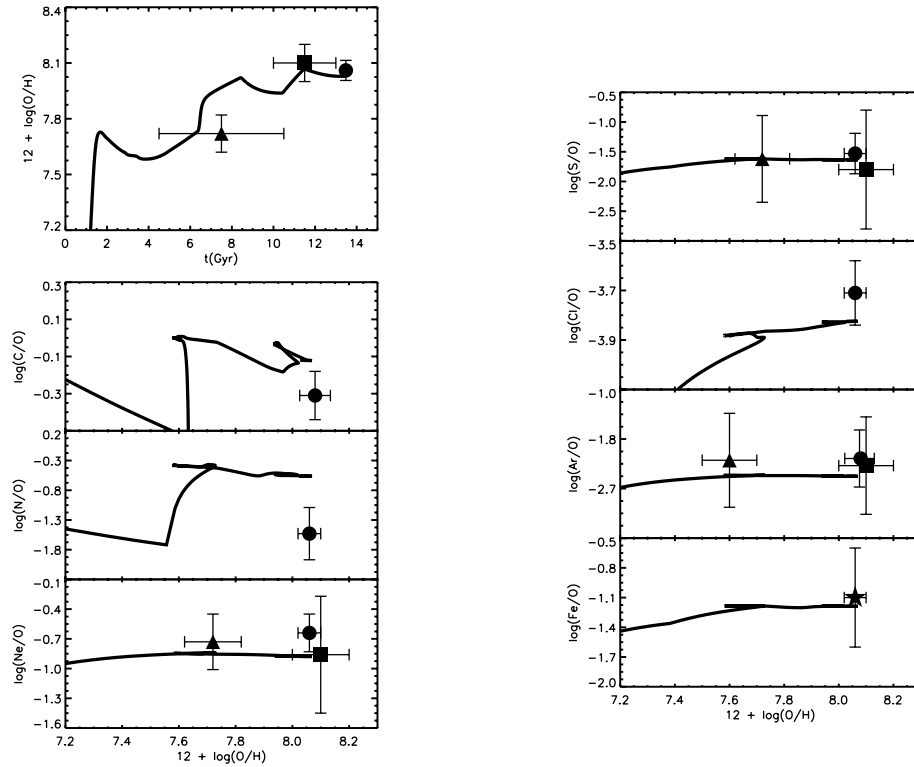 8.4
8.1
7.8
7.5
7.2
12 + log(O/H)
0 2 4 6 8 10 12 14
t(Gyr)
0.3
0.1
−0.1
−0.3
log(C/O)
0.2
−0.3
−0.8
−1.3
−1.8
log(N/O)
−0.1
−0.4
−0.7
−1.0
−1.3
−1.6
log(Ne/O)
7.2 7.4 7.6 7.8 8.0 8.2
12 + log(O/H)
−0.5
−1.0
−1.5
−2.0
−2.5
log(S/O)
−3.5
−3.7
−3.9
log(Cl/O)
−1.0
−1.8
−2.7
log(Ar/O)
−0.5
−0.8
−1.1
−1.4
−1.7
−2.0
log(Fe/O)
7.2 7.4 7.6 7.8 8.0 8.2
12 + log(O/H)